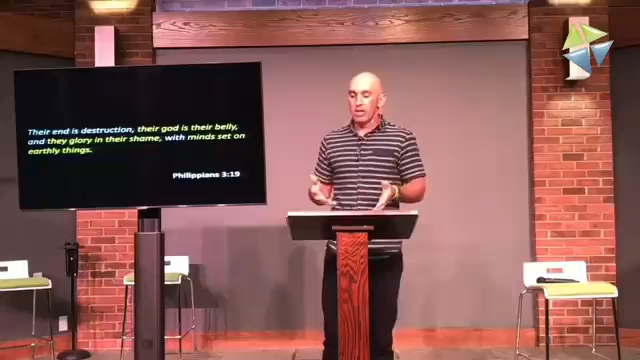 Their end is destruction, their god is their belly,
and they glory in their shame, with minds set on
earthly things.
Philippians 3:19